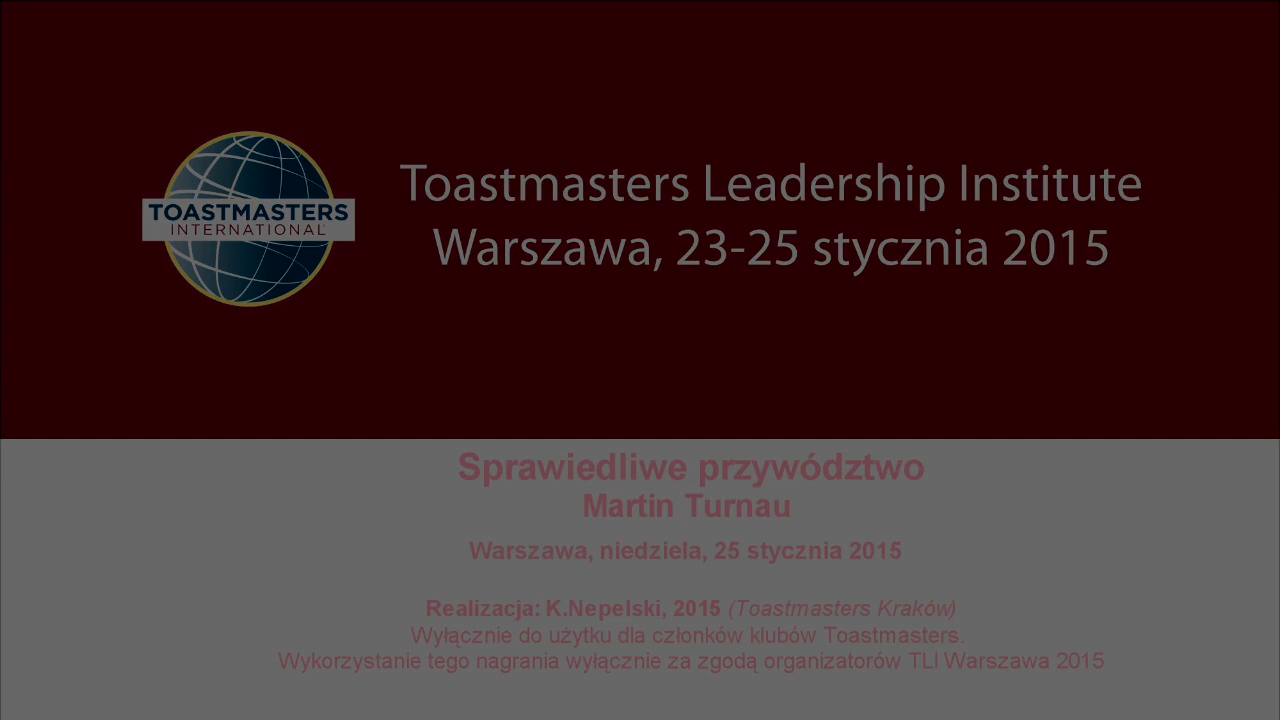 TOASTMASTERS
INTERNATIONAL
Toastmasters Leadership Institute
Warszawa, 23-25 stycznia 2015
Sprawiedliwe przywództwo
Martin Turnau
Warszawa, niedziela, 25 stycznia 2015
Realizacja: K.Nepelski, 2015 (Toastmasters Kraków)
Wyłącznie do użytku dla członków klubów Toastmasters.
Wykorzystanie tego nagrania wyłącznie za zgodą organizatorów TLI Warszawa 2015